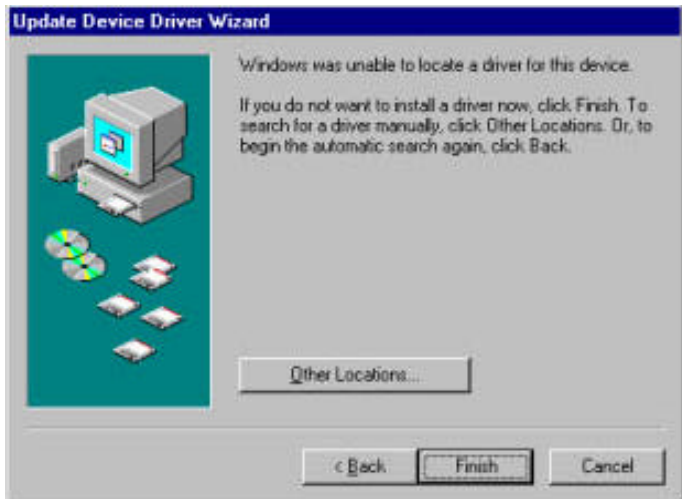 Update Device Driver Wizard
Windows was unable to locate a driver for this device.
If you do not want to install a driver now, click Finish. To
search for a driver manually, click Other Locations. Or, to
begin the automatic search again, click Back.
Other Locations...
< Back
Finish
Cancel